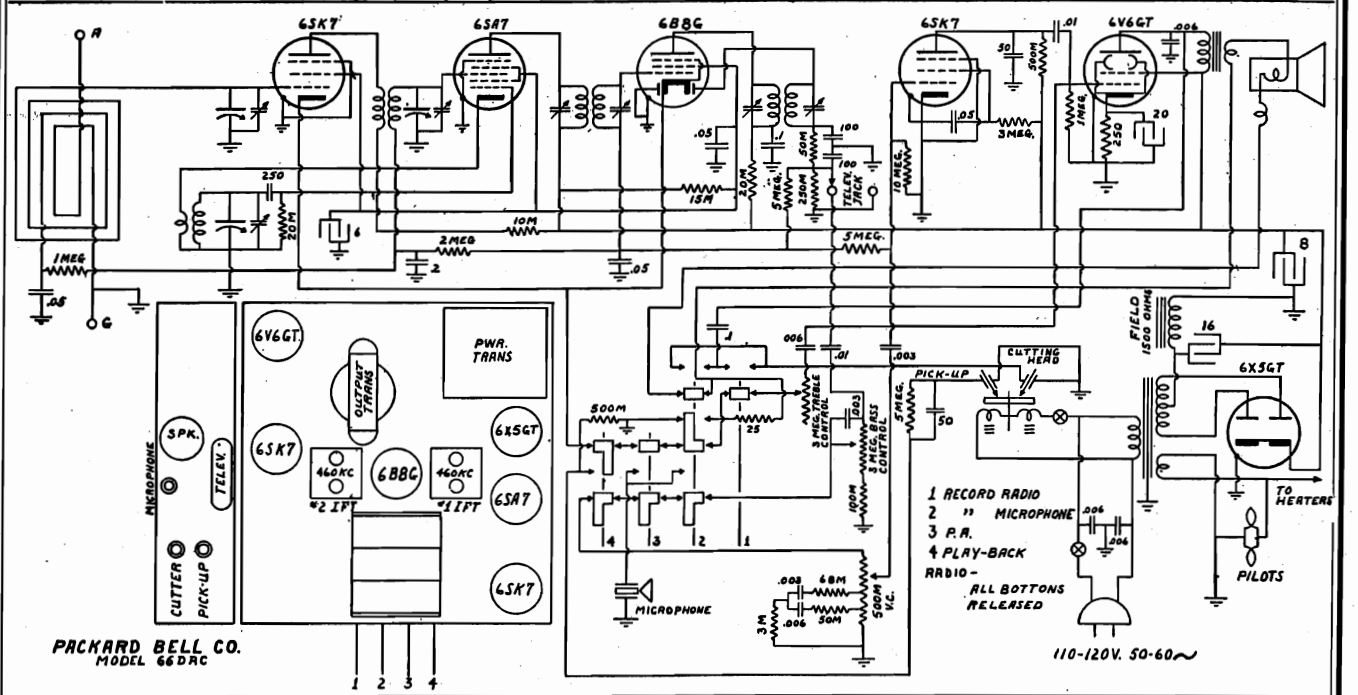 A
6SK7
6SA7
6B8G
6SK7
.01
6V6GT
.006
50
500M
.05
3MEG.
1MEG.
250
20
.05
.1
50M
100
100
10 MEG.
250
20M
6
15M
20M
5MEG.
250M
TELEV.
JACK
10M
2MEG
5MEG.
.2
.05
8
1MEG
.05
G
FIELD
1500 OHMS
16
6X5GT
6V6GT.
OUTPUT
TRANS
PWR.
TRANS
SPK.
TELEV.
MICROPHONE
CUTTER
PICK-UP
6SK7
460KC
#2 IFT
6B8G
460KC
#1 IFT
6X5GT
6SA7
6SK7
1 2 3 4
.1
006
.01
.003
PICK-UP
CUTTING
HEAD
500M
25
3 MEG. TREBLE
CONTROL
.003
3 MEG. BASS
CONTROL
100M
5MEG.
50
4 3 2 1
MICROPHONE
.003
68M
.006
50M
3M
500M
V.C.
1 RECORD RADIO
2 " MICROPHONE
3 P.A.
4 PLAY-BACK
RADIO-
ALL BOTTONS
RELEASED
.006
.006
TO
HEATERS
PILOTS
110-120V. 50-60~
PACKARD BELL CO.
MODEL 66DAC